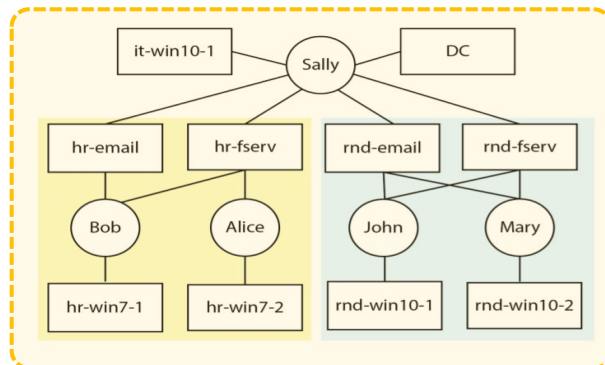 it-win10-1
Sally
DC
hr-email
hr-fserv
rnd-email
rnd-fserv
Bob
Alice
John
Mary
hr-win7-1
hr-win7-2
rnd-win10-1
rnd-win10-2